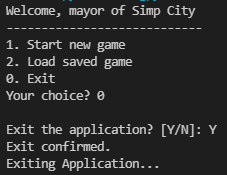 Welcome, mayor of Simp City
----------------------------
1. Start new game
2. Load saved game
0. Exit
Your choice? 0

Exit the application? [Y/N]: Y
Exit confirmed.
Exiting Application...